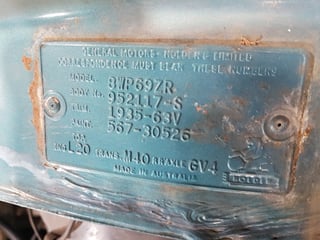 GENERAL MOTORS - HOLDEN'S LIMITED
CORRESPONDENCE MUST BEAR THESE NUMBERS
MODEL 8WP69ZR
BODY NO. 952117-S
TRIM. 1935-63V
PAINT. 567-30526
ENG L20 TRANS. M40 R.AXLE GV4
MADE IN AUSTRALIA
HOLDEN